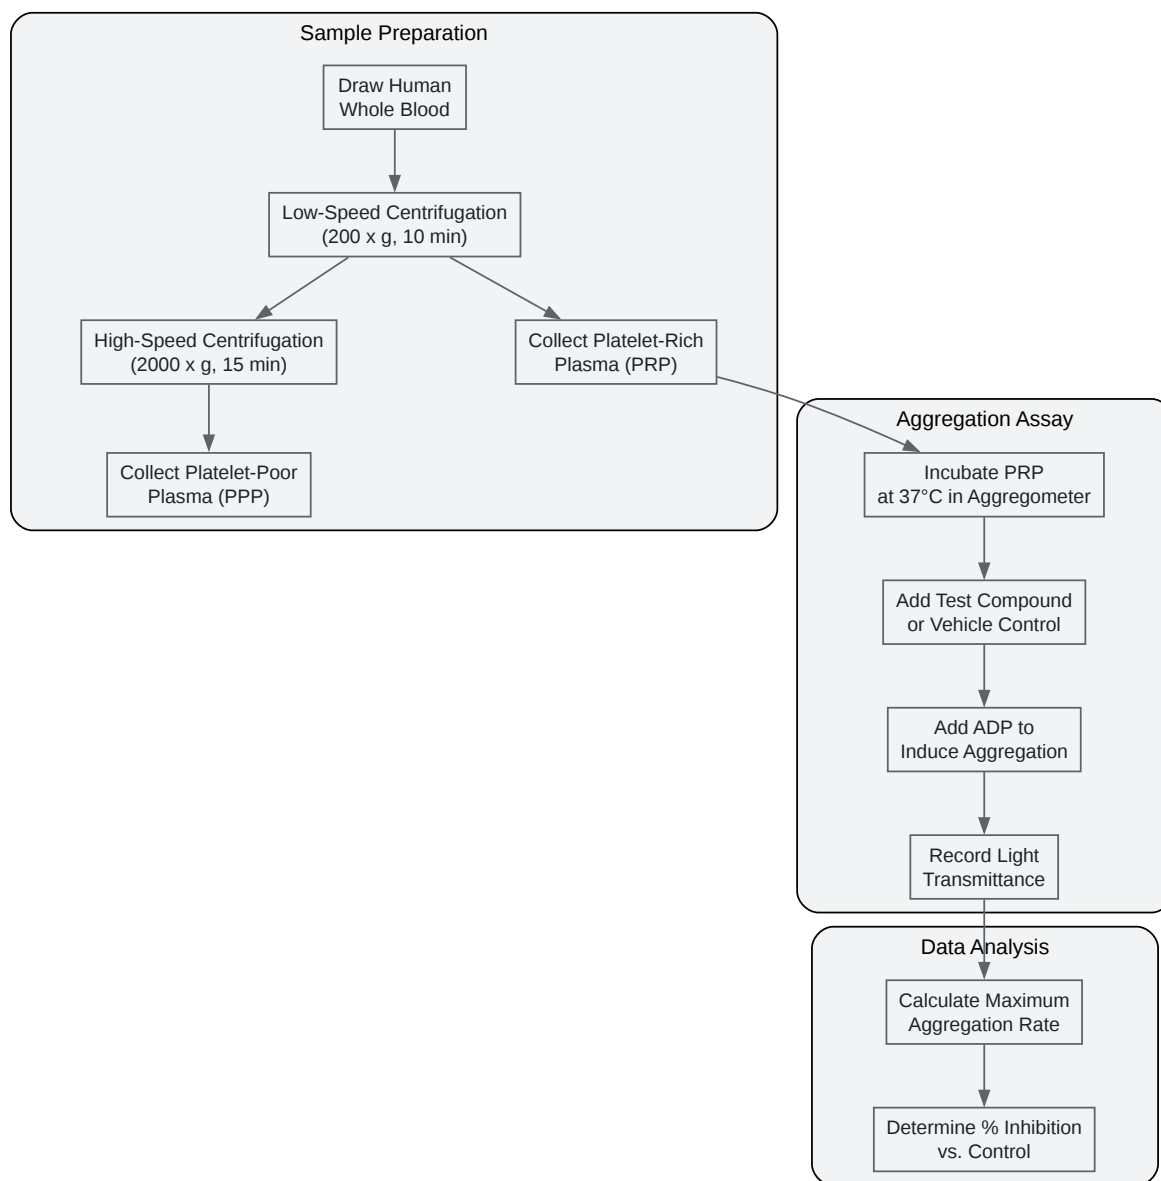 Sample Preparation
Draw Human
Whole Blood
Low-Speed Centrifugation
(200 x g, 10 min)
High-Speed Centrifugation
(2000 x g, 15 min)
Collect Platelet-Rich
Plasma (PRP)
Collect Platelet-Poor
Plasma (PPP)
Aggregation Assay
Incubate PRP
at 37°C in Aggregometer
Add Test Compound
or Vehicle Control
Add ADP to
Induce Aggregation
Record Light
Transmittance
Data Analysis
Calculate Maximum
Aggregation Rate
Determine % Inhibition
vs. Control